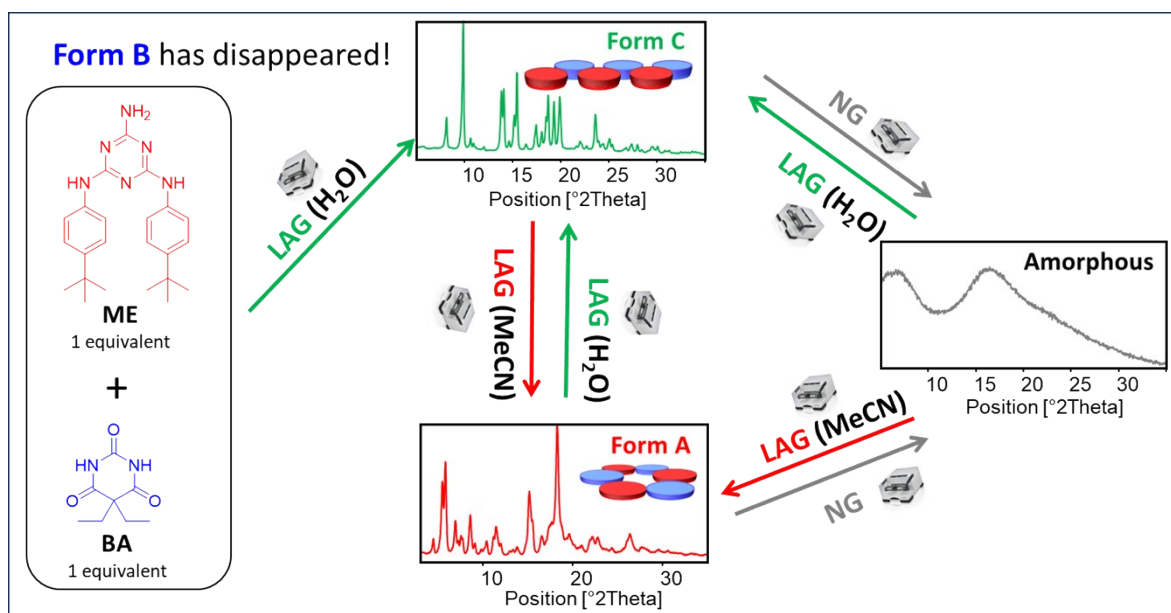 Form B has disappeared!
NH₂
N
N
NH
N
NH
ME
1 equivalent
+
O
HN
NH
O
O
BA
1 equivalent
LAG (H₂O)
Form C
10 15 20 25 30
Position [°2Theta]
LAG (MeCN)
LAG (H₂O)
Form A
10 20 30
Position [°2Theta]
NG
LAG (H₂O)
Amorphous
10 15 20 25 30
Position [°2Theta]
LAG (MeCN)
NG